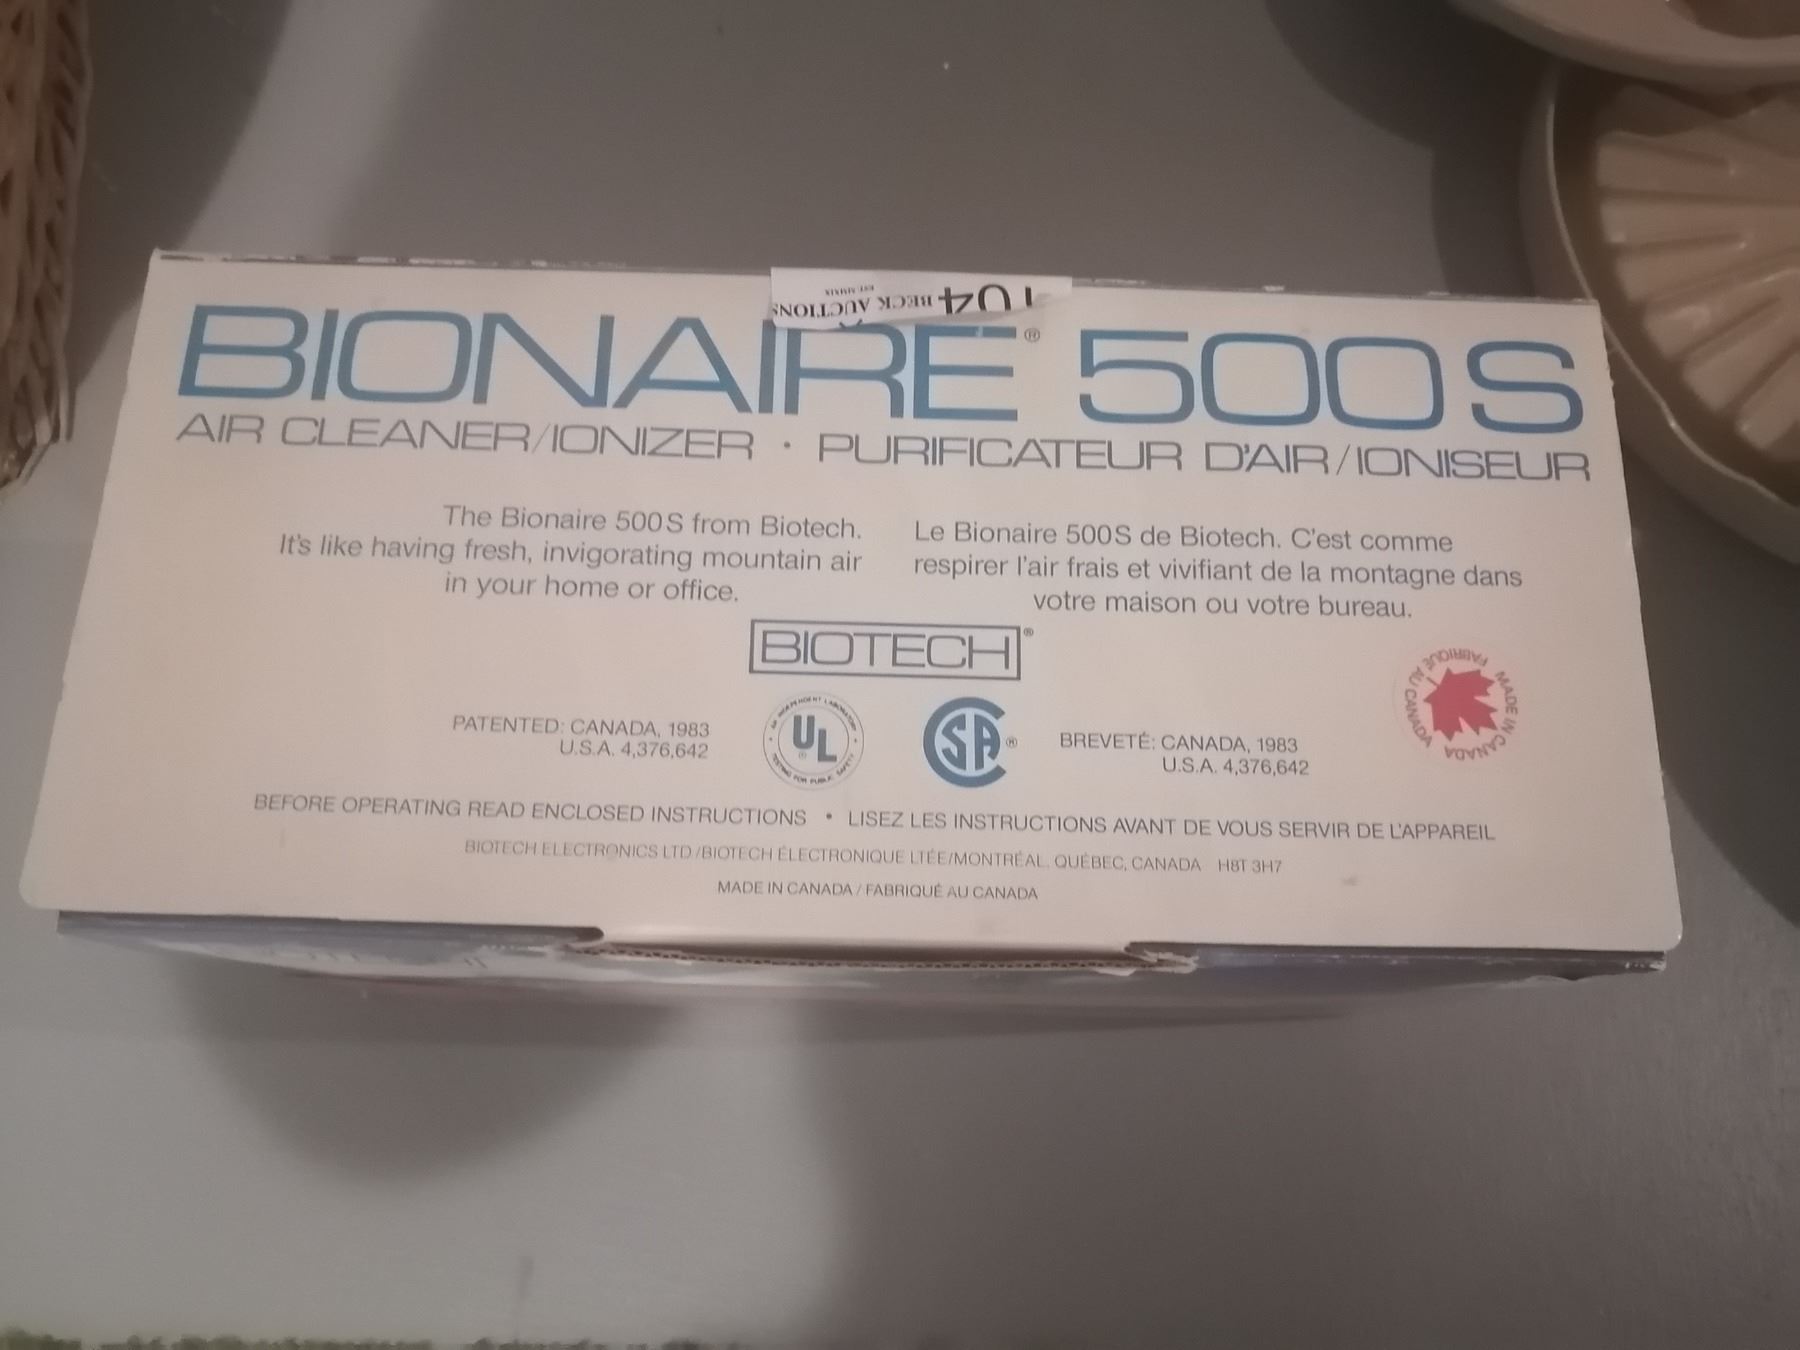 104 BECK AUCTIONS
BIONAIRE® 500S
AIR CLEANER/IONIZER • PURIFICATEUR D'AIR/IONISEUR
The Bionaire 500S from Biotech.
It's like having fresh, invigorating mountain air
in your home or office.
Le Bionaire 500S de Biotech. C'est comme
respirer l'air frais et vivifiant de la montagne dans
votre maison ou votre bureau.
BIOTECH®
PATENTED: CANADA, 1983
U.S.A. 4,376,642
UL®
TESTING FOR PUBLIC SAFETY
SA®
BREVETÉ: CANADA, 1983
U.S.A. 4,376,642
MADE IN CANADA
FABRIQUÉ AU CANADA
BEFORE OPERATING READ ENCLOSED INSTRUCTIONS • LISEZ LES INSTRUCTIONS AVANT DE VOUS SERVIR DE L'APPAREIL
BIOTECH ELECTRONICS LTD/BIOTECH ÉLECTRONIQUE LTÉE/MONTRÉAL, QUÉBEC, CANADA H8T 3H7
MADE IN CANADA / FABRIQUÉ AU CANADA